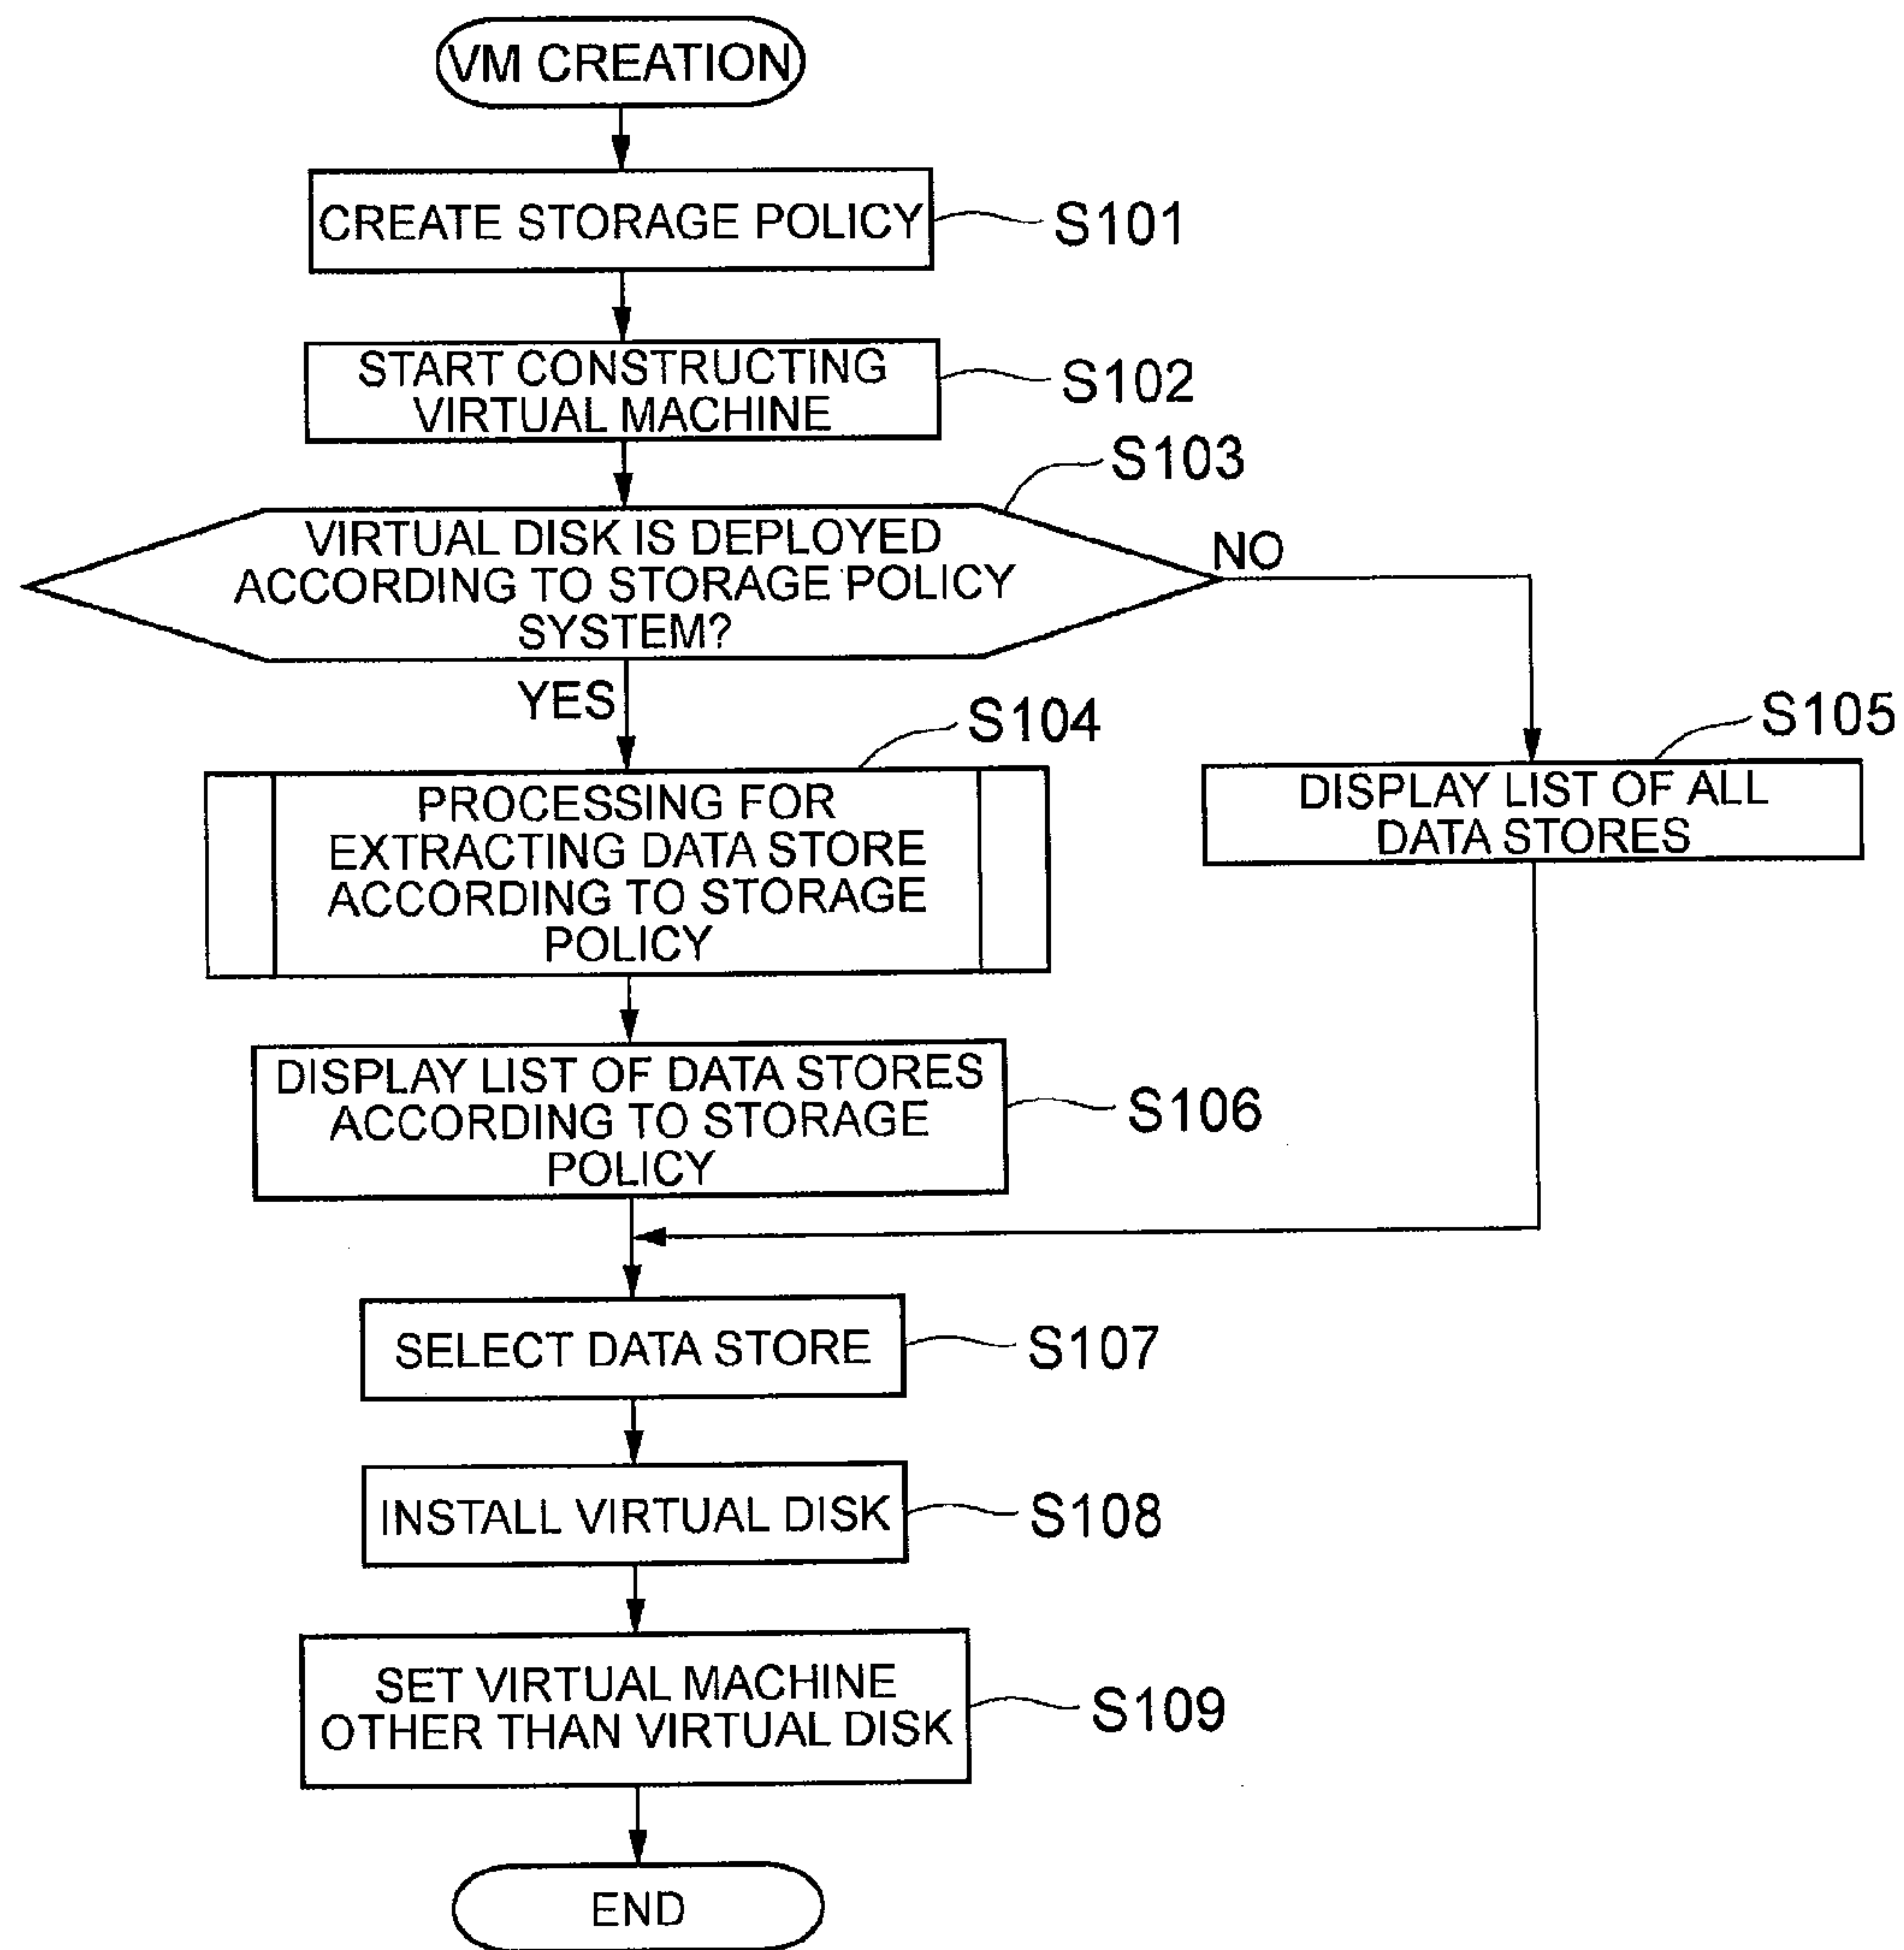 VM CREATION
CREATE STORAGE POLICY
S101
START CONSTRUCTING
VIRTUAL MACHINE
S102
S103
VIRTUAL DISK IS DEPLOYED
ACCORDING TO STORAGE POLICY
SYSTEM?
NO
YES
S104
PROCESSING FOR
EXTRACTING DATA STORE
ACCORDING TO STORAGE
POLICY
S105
DISPLAY LIST OF ALL
DATA STORES
DISPLAY LIST OF DATA STORES
ACCORDING TO STORAGE
POLICY
S106
SELECT DATA STORE
S107
INSTALL VIRTUAL DISK
S108
SET VIRTUAL MACHINE
OTHER THAN VIRTUAL DISK
S109
END